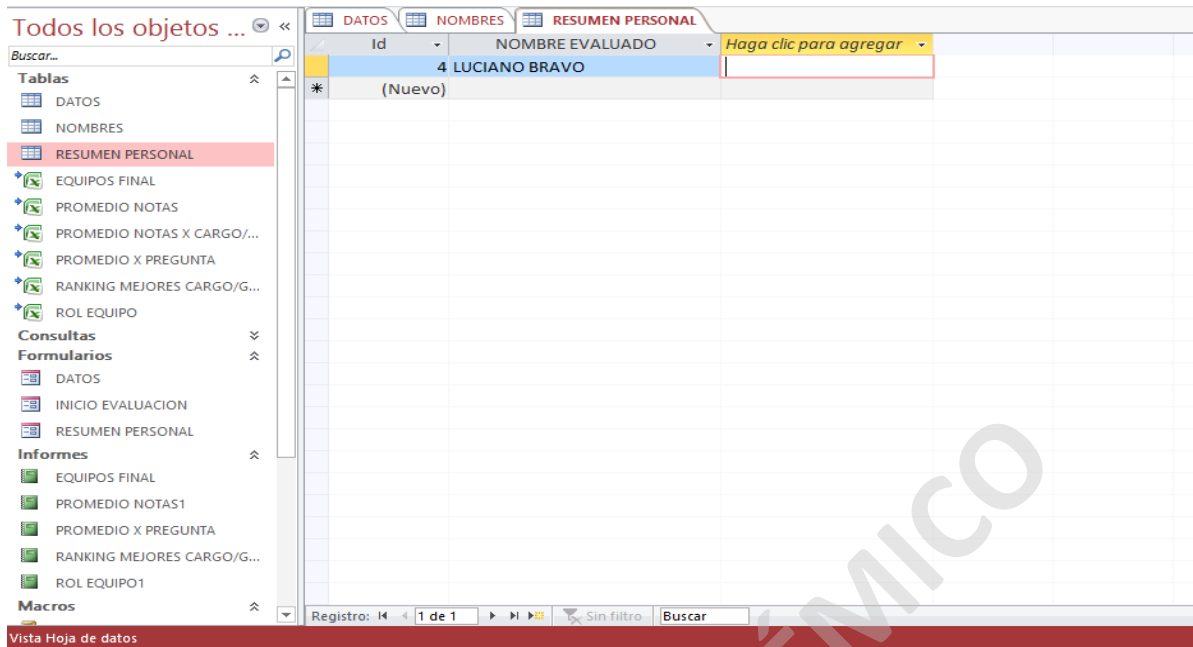 Todos los objetos ... «
Buscar...
Tablas
DATOS
NOMBRES
RESUMEN PERSONAL
EQUIPOS FINAL
PROMEDIO NOTAS
PROMEDIO NOTAS X CARGO/...
PROMEDIO X PREGUNTA
RANKING MEJORES CARGO/G...
ROL EQUIPO
Consultas
Formularios
DATOS
INICIO EVALUACION
RESUMEN PERSONAL
Informes
EQUIPOS FINAL
PROMEDIO NOTAS1
PROMEDIO X PREGUNTA
RANKING MEJORES CARGO/G...
ROL EQUIPO1
Macros
DATOS NOMBRES RESUMEN PERSONAL
Id NOMBRE EVALUADO Haga clic para agregar
4 LUCIANO BRAVO
* (Nuevo)
Registro: 1 de 1 Sin filtro Buscar
Vista Hoja de datos